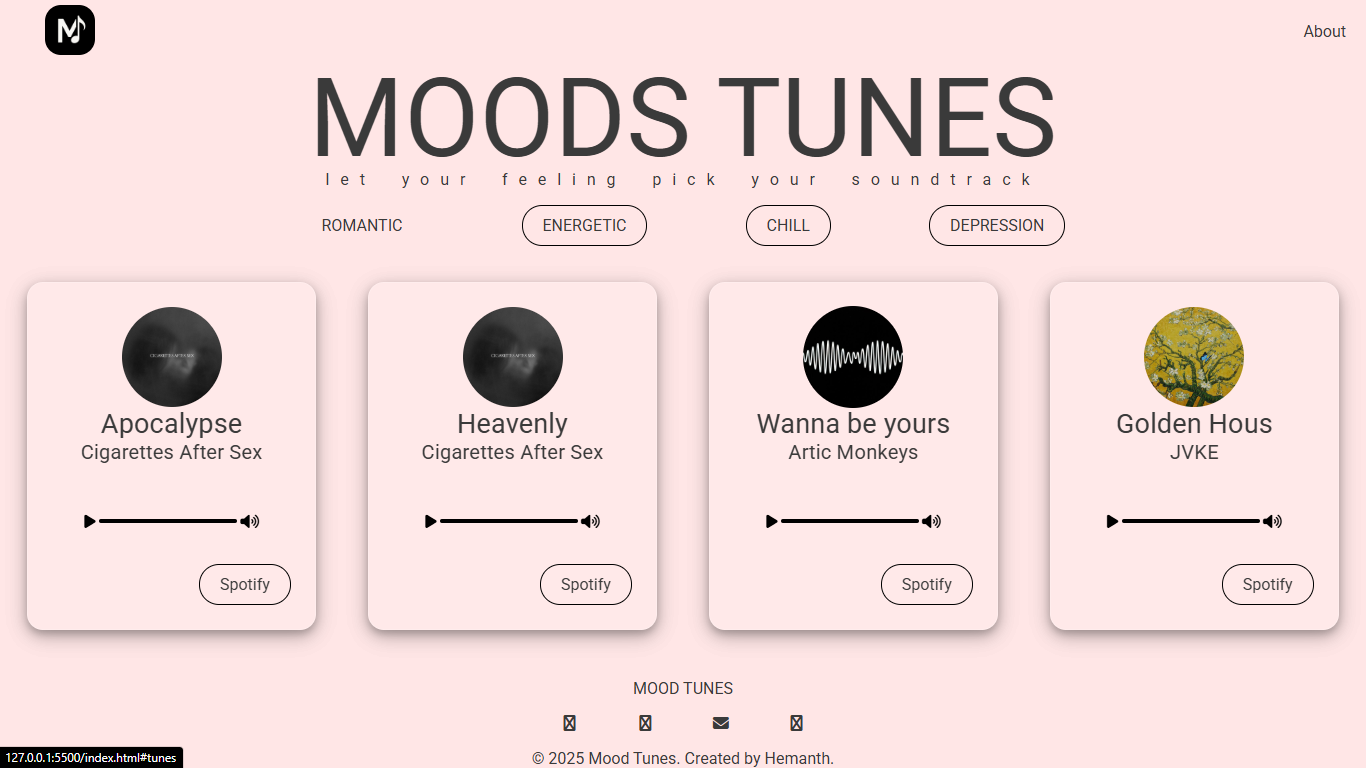 M
About
MOODS TUNES
let your feeling pick your soundtrack
ROMANTIC ENERGETIC CHILL DEPRESSION
CIGARETTES AFTER SEX CIGARETTES AFTER SEX
Apocalypse Heavenly Wanna be yours Golden Hous
Cigarettes After Sex Cigarettes After Sex Artic Monkeys JVKE
Spotify Spotify Spotify Spotify
MOOD TUNES
© 2025 Mood Tunes. Created by Hemanth.
127.0.0.1:5500/index.html#tunes